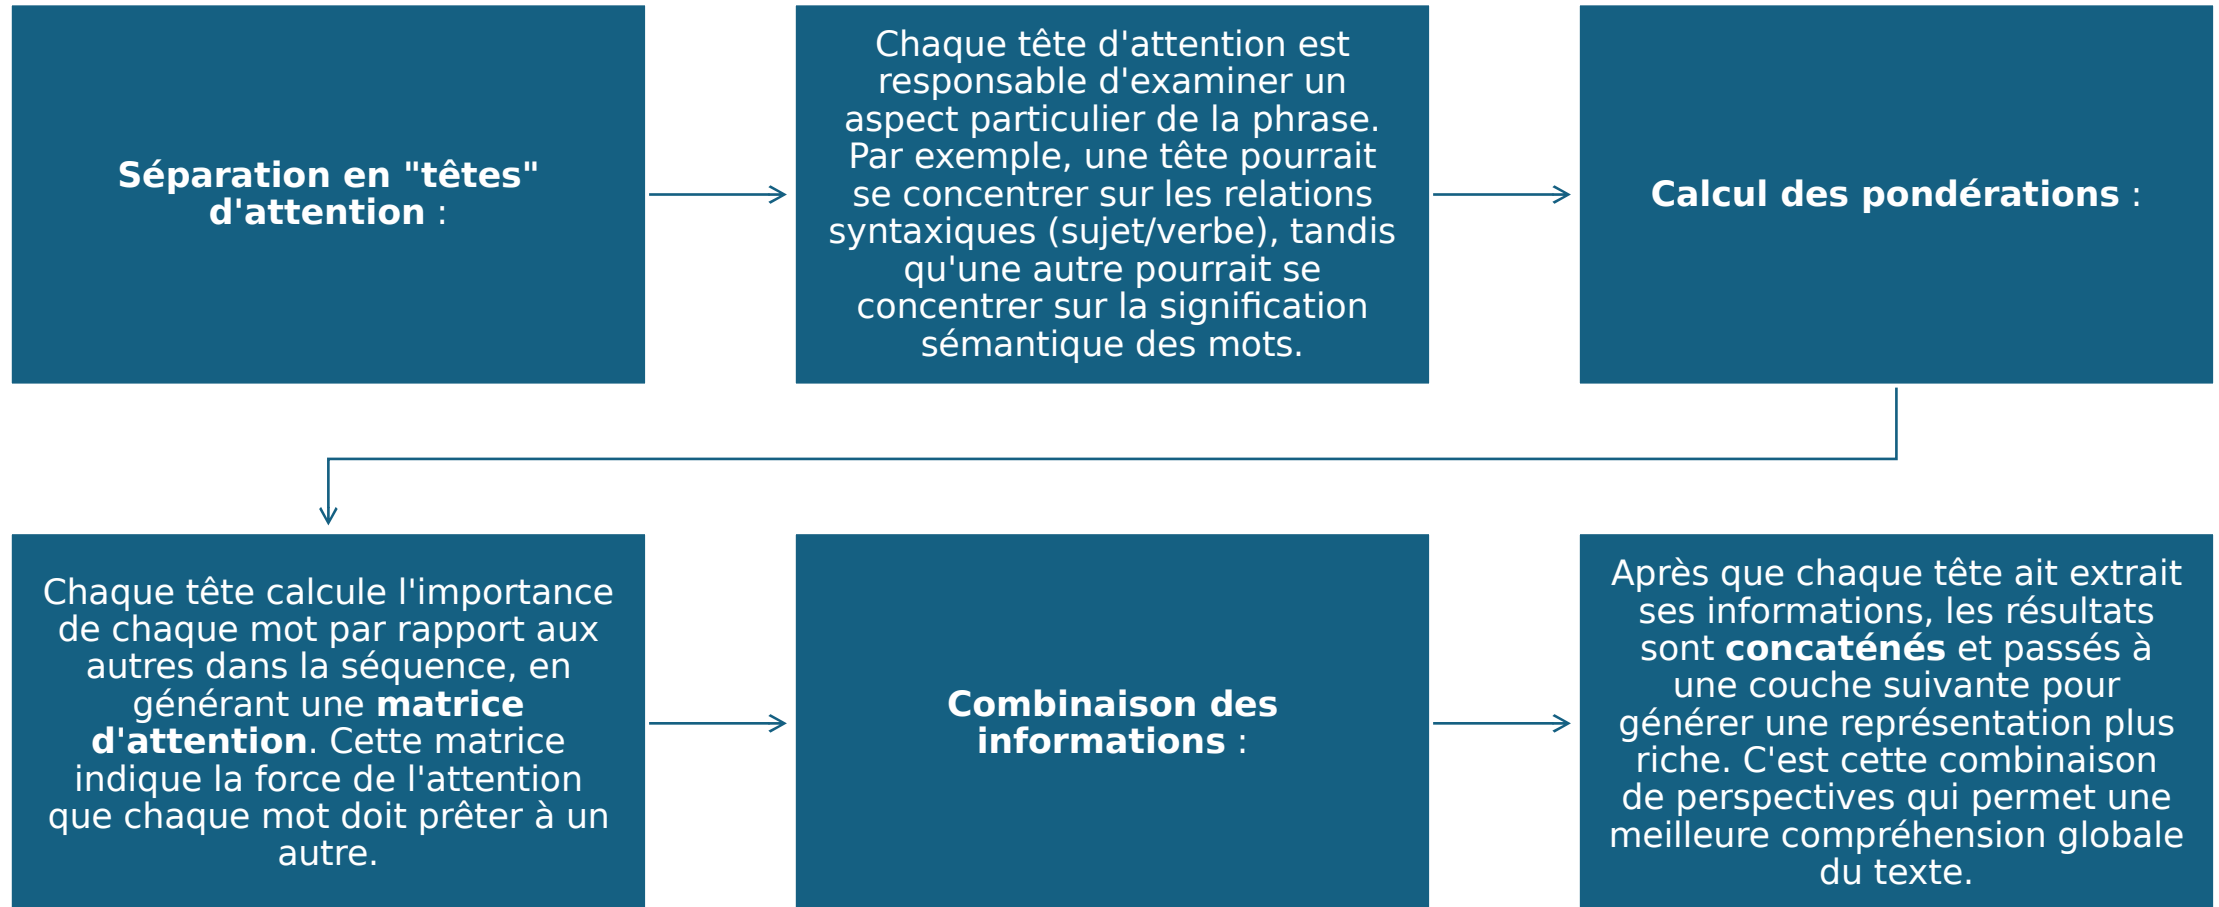 Séparation en "têtes"
d'attention :
Chaque tête d'attention est
responsable d'examiner un
aspect particulier de la phrase.
Par exemple, une tête pourrait
se concentrer sur les relations
syntaxiques (sujet/verbe), tandis
qu'une autre pourrait se
concentrer sur la signification
sémantique des mots.
Calcul des pondérations :
Chaque tête calcule l'importance
de chaque mot par rapport aux
autres dans la séquence, en
générant une matrice
d'attention. Cette matrice
indique la force de l'attention
que chaque mot doit prêter à un
autre.
Combinaison des
informations :
Après que chaque tête ait extrait
ses informations, les résultats
sont concaténés et passés à
une couche suivante pour
générer une représentation plus
riche. C'est cette combinaison
de perspectives qui permet une
meilleure compréhension globale
du texte.